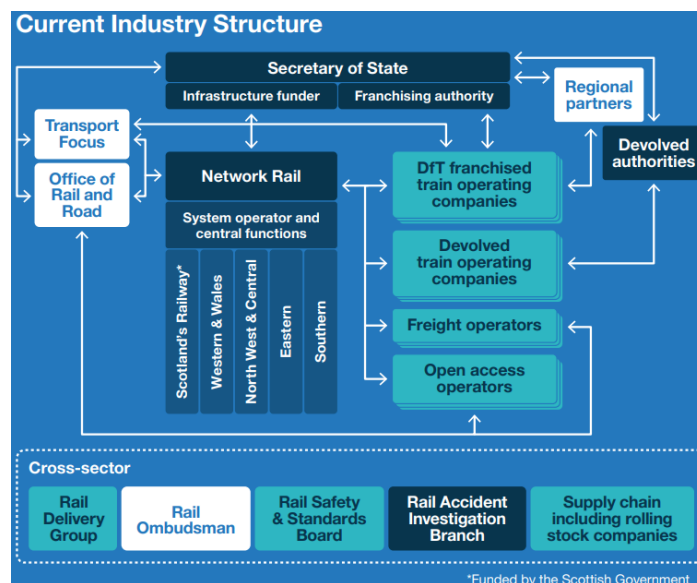 Current Industry Structure
Secretary of State
Infrastructure funder
Franchising authority
Regional
partners
Transport
Focus
Devolved
authorities
Office of
Rail and
Road
Network Rail
DfT franchised
train operating
companies
System operator and
central functions
Devolved
train operating
companies
Scotland's Railway*
Western & Wales
North West & Central
Eastern
Southern
Freight operators
Open access
operators
Cross-sector
Rail
Delivery
Group
Rail
Ombudsman
Rail Safety
& Standards
Board
Rail Accident
Investigation
Branch
Supply chain
including rolling
stock companies
*Funded by the Scottish Government